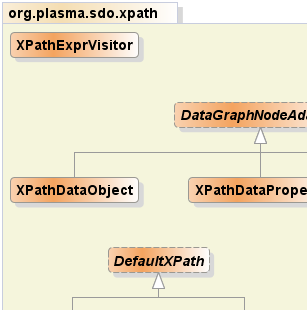 org.plasma.sdo.xpath
XPathExprVisitor
DataGraphNodeAda
XPathDataObject
XPathDataPrope
DefaultXPath